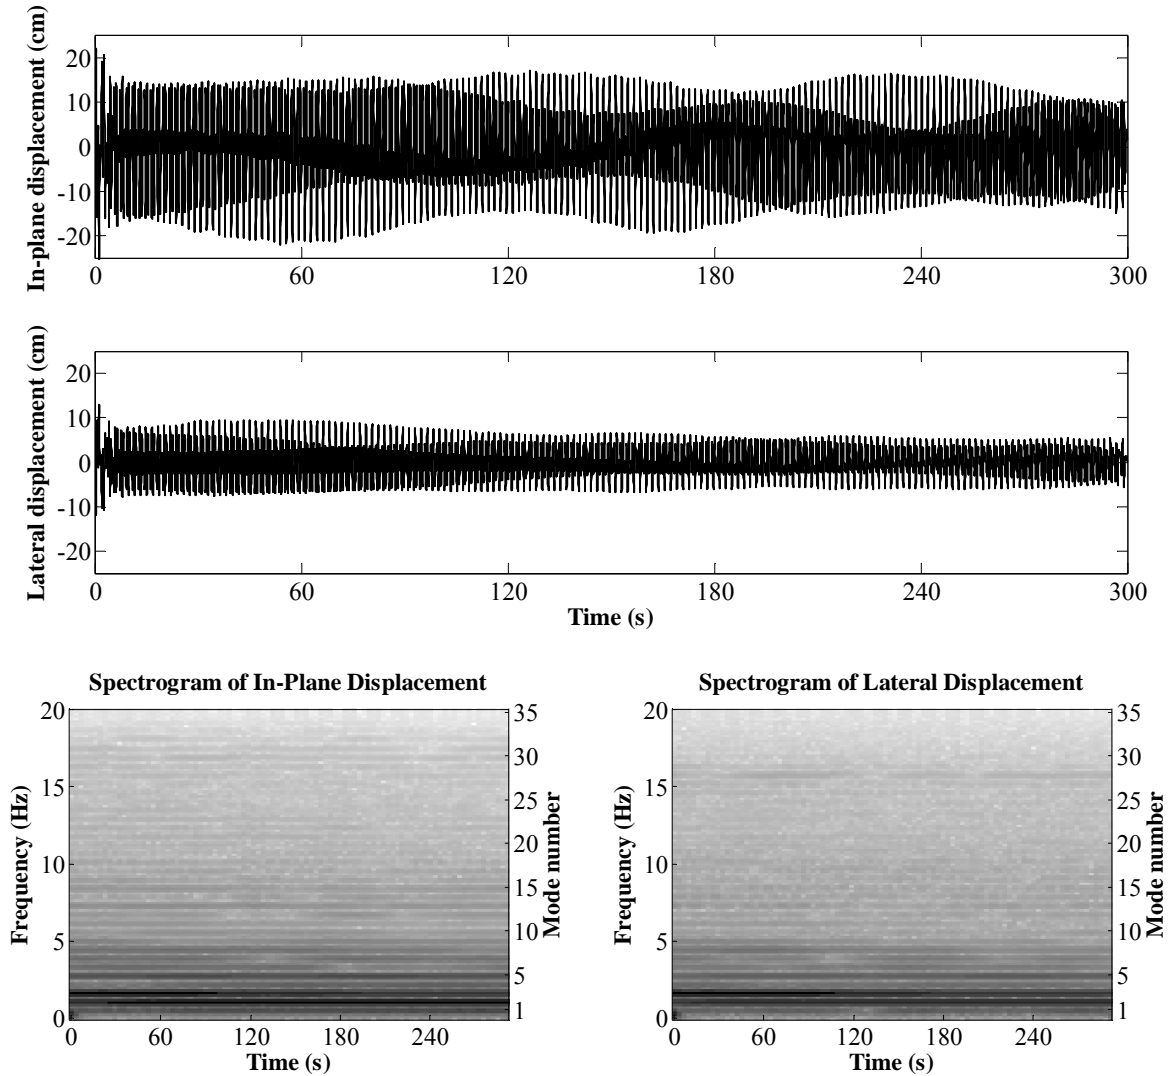 In-plane displacement (cm)
20
10
0
-10
-20
0 60 120 180 240 300
Lateral displacement (cm)
20
10
0
-10
-20
0 60 120 180 240 300
Time (s)
Spectrogram of In-Plane Displacement
Frequency (Hz)
20
15
10
5
0
35
30
25
20
15
10
5
1
Mode number
0 60 120 180 240
Time (s)
Spectrogram of Lateral Displacement
Frequency (Hz)
20
15
10
5
0
35
30
25
20
15
10
5
1
Mode number
0 60 120 180 240
Time (s)